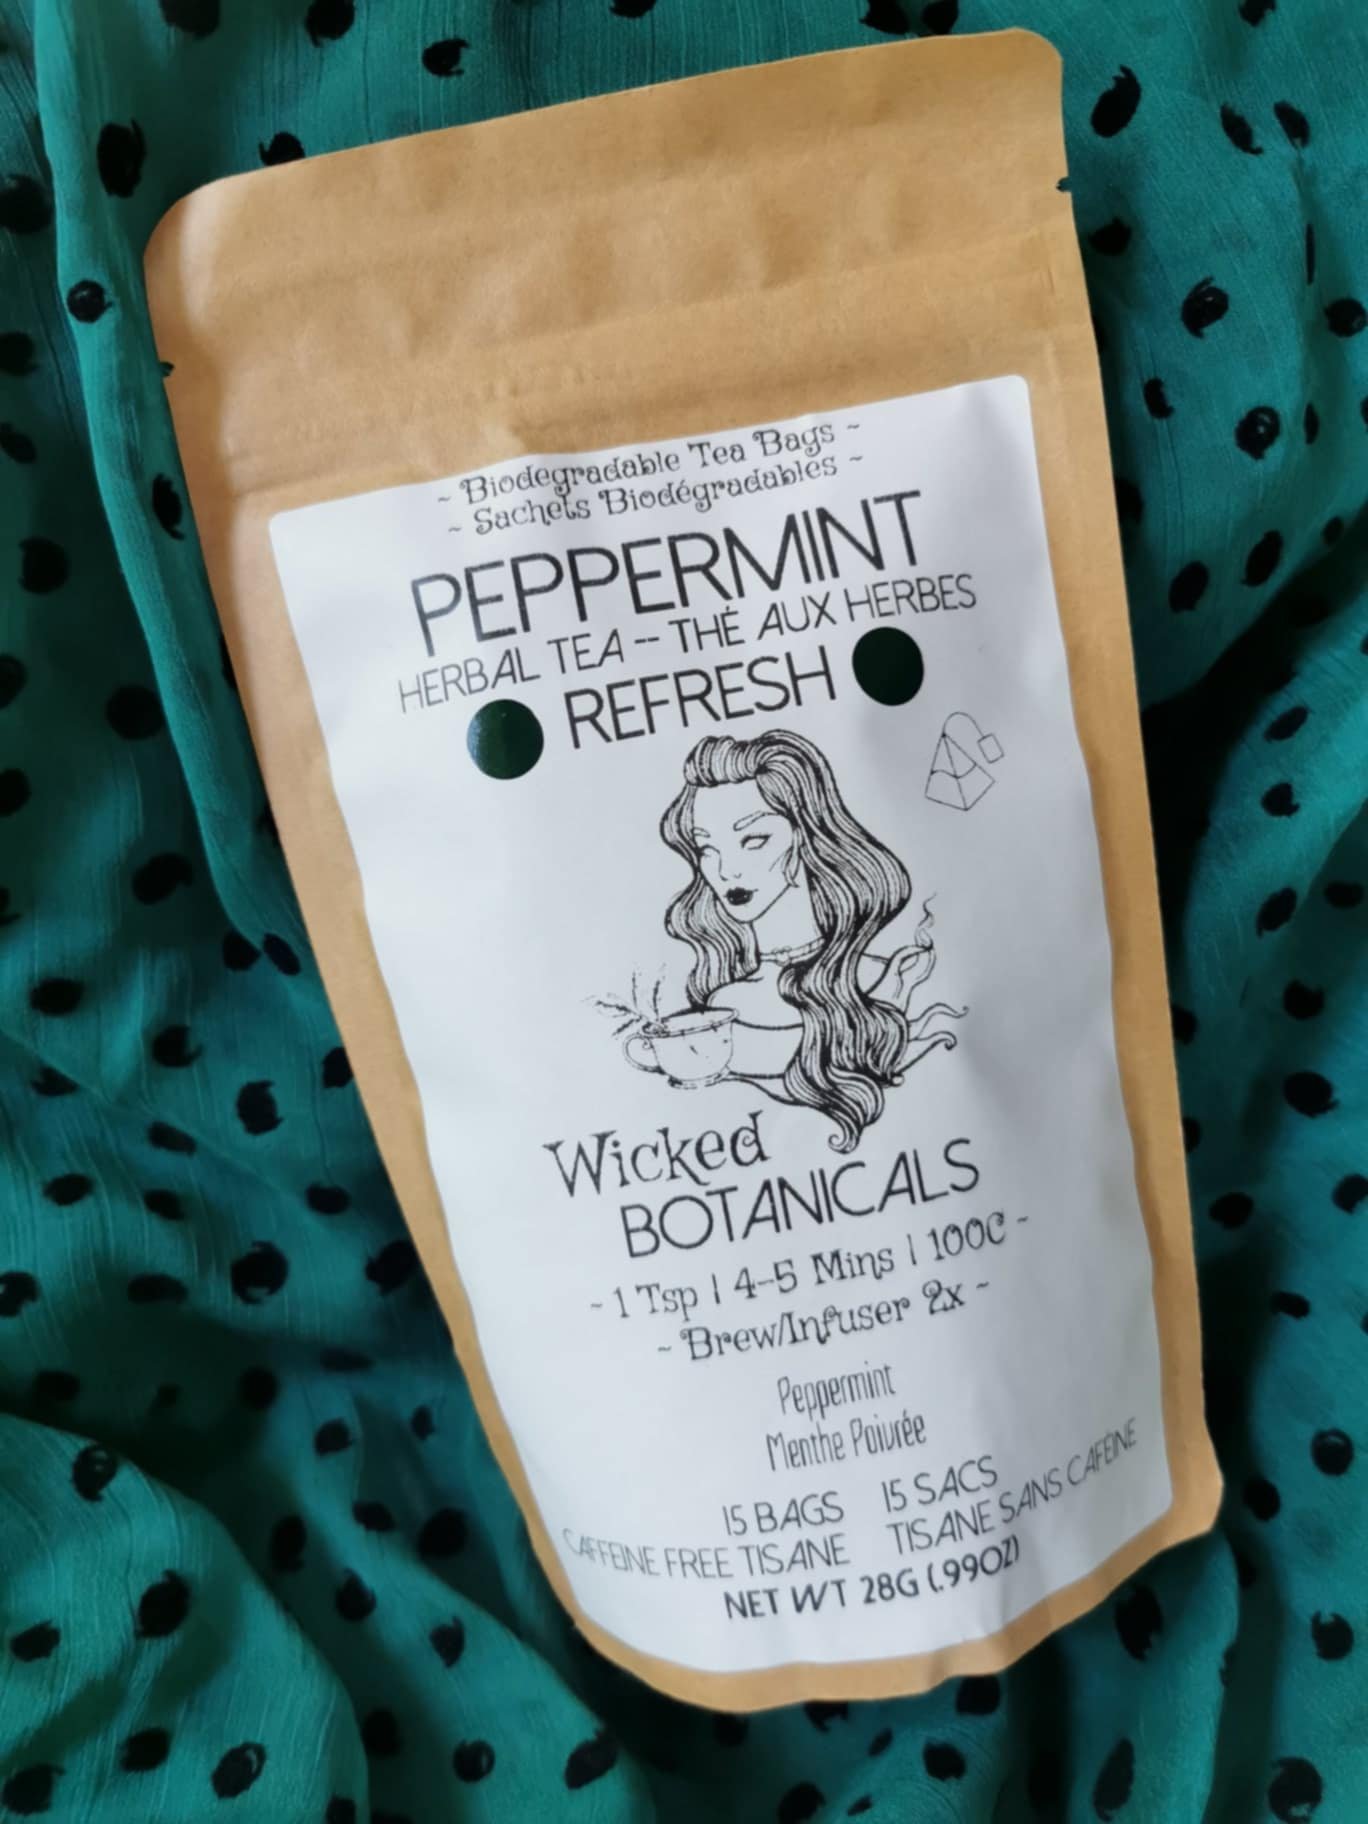 ~ Biodegradable Tea Bags ~
~ Sachets Biodégradables ~
PEPPERMINT
HERBAL TEA -- THÉ AUX HERBES
REFRESH
Wicked
BOTANICALS
~ 1 Tsp | 4-5 Mins | 100C ~
~ Brew/Infuser 2x ~
Peppermint
Menthe Poivrée
15 BAGS 15 SACS
CAFFEINE FREE TISANE TISANE SANS CAFÉINE
NET WT 28G (.99OZ)